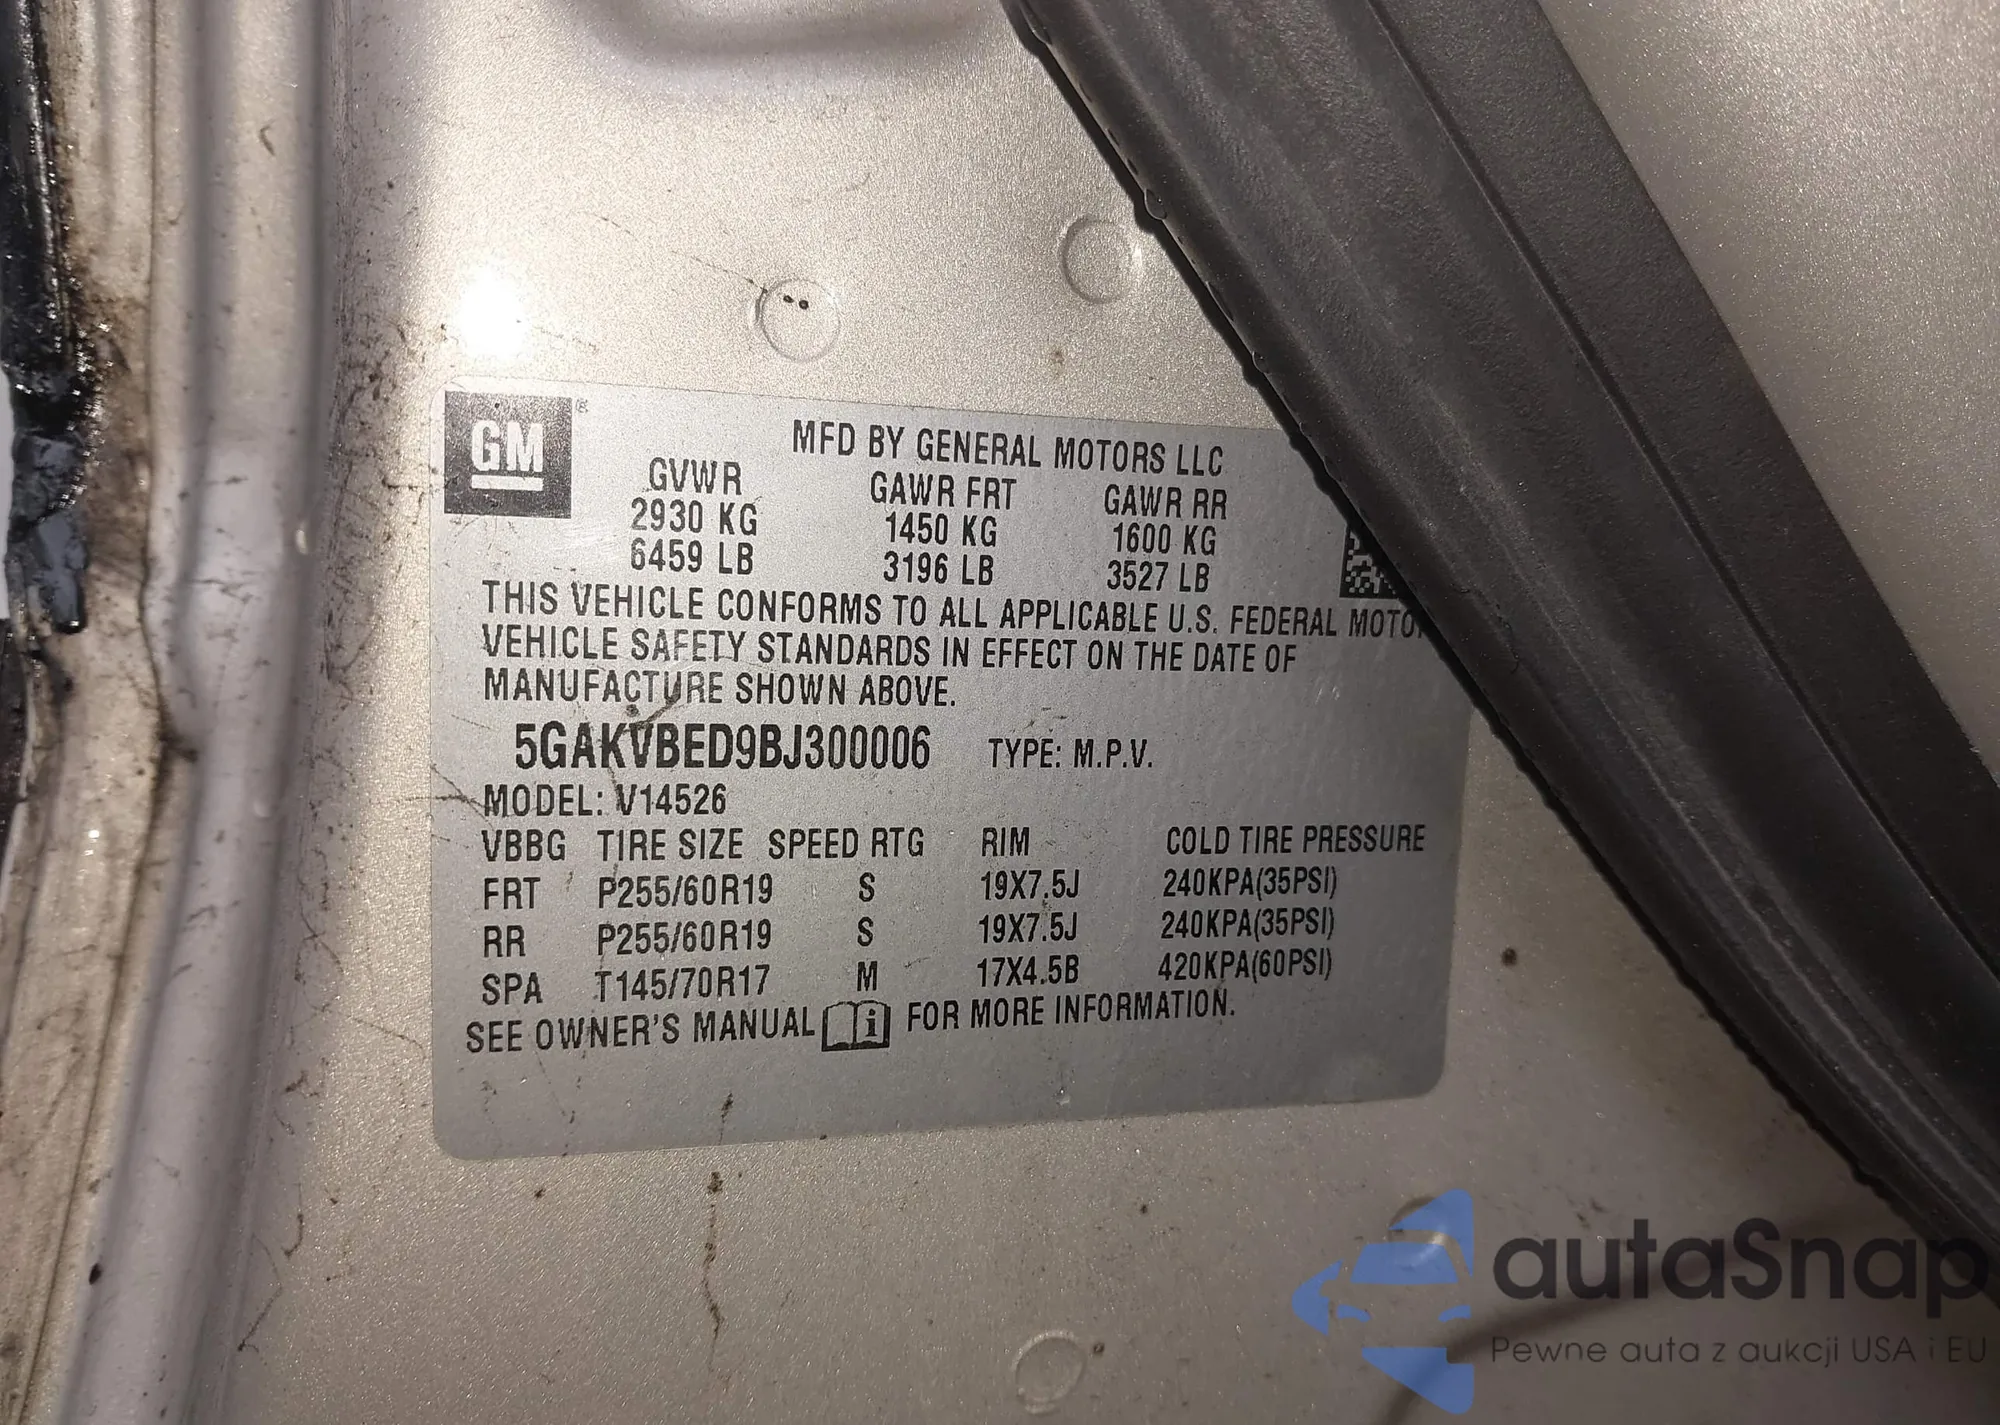 GM®
MFD BY GENERAL MOTORS LLC
GVWR GAWR FRT GAWR RR
2930 KG 1450 KG 1600 KG
6459 LB 3196 LB 3527 LB
THIS VEHICLE CONFORMS TO ALL APPLICABLE U.S. FEDERAL MOTO
VEHICLE SAFETY STANDARDS IN EFFECT ON THE DATE OF
MANUFACTURE SHOWN ABOVE.
5GAKVBED9BJ300006 TYPE: M.P.V.
MODEL: V14526
VBBG TIRE SIZE SPEED RTG RIM COLD TIRE PRESSURE
FRT P255/60R19 S 19X7.5J 240KPA(35PSI)
RR P255/60R19 S 19X7.5J 240KPA(35PSI)
SPA T145/70R17 M 17X4.5B 420KPA(60PSI)
SEE OWNER'S MANUAL i FOR MORE INFORMATION.
autaSnap
Pewne auta z aukcji USA i EU